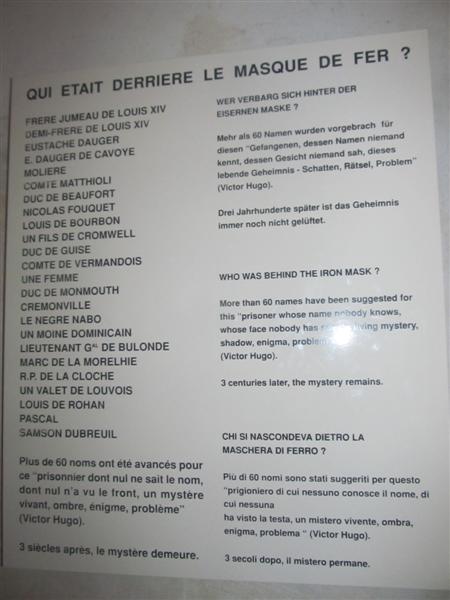 QUI ETAIT DERRIERE LE MASQUE DE FER ?
FRERE JUMEAU DE LOUIS XIV
DEMI-FRERE DE LOUIS XIV
EUSTACHE DAUGER
E. DAUGER DE CAVOYE
MOLIERE
COMTE MATTHIOLI
DUC DE BEAUFORT
NICOLAS FOUQUET
LOUIS DE BOURBON
UN FILS DE CROMWELL
DUC DE GUISE
COMTE DE VERMANDOIS
UNE FEMME
DUC DE MONMOUTH
CREMONVILLE
LE NEGRE NABO
UN MOINE DOMINICAIN
LIEUTENANT GAL DE BULONDE
MARC DE LA MORELHIE
R.P. DE LA CLOCHE
UN VALET DE LOUVOIS
LOUIS DE ROHAN
PASCAL
SAMSON DUBREUIL
Plus de 60 noms ont été avancés pour
ce "prisonnier dont nul ne sait le nom,
dont nul n'a vu le front, un mystère
vivant, ombre, énigme, problème"
(Victor Hugo).
3 siècles après, le mystère demeure.
WER VERBARG SICH HINTER DER
EISERNEN MASKE ?
Mehr als 60 Namen wurden vorgebrach für
diesen "Gefangenen, dessen Namen niemand
kennt, dessen Gesicht niemand sah, dieses
lebende Geheimnis - Schatten, Rätsel, Problem"
(Victor Hugo).
Drei Jahrhunderte später ist das Geheimnis
immer noch nicht gelüftet.
WHO WAS BEHIND THE IRON MASK ?
More than 60 names have been suggested for
this "prisoner whose name nobody knows,
whose face nobody has living mystery,
shadow, enigma, problem
(Victor Hugo).
3 centuries later, the mystery remains.
CHI SI NASCONDEVA DIETRO LA
MASCHERA DI FERRO ?
Più di 60 nomi sono stati suggeriti per questo
"prigioniero di cui nessuno conosce il nome, di
cui nessuna
ha visto la testa, un mistero vivente, ombra,
enigma, problema " (Victor Hugo).
3 secoli dopo, il mistero permane.